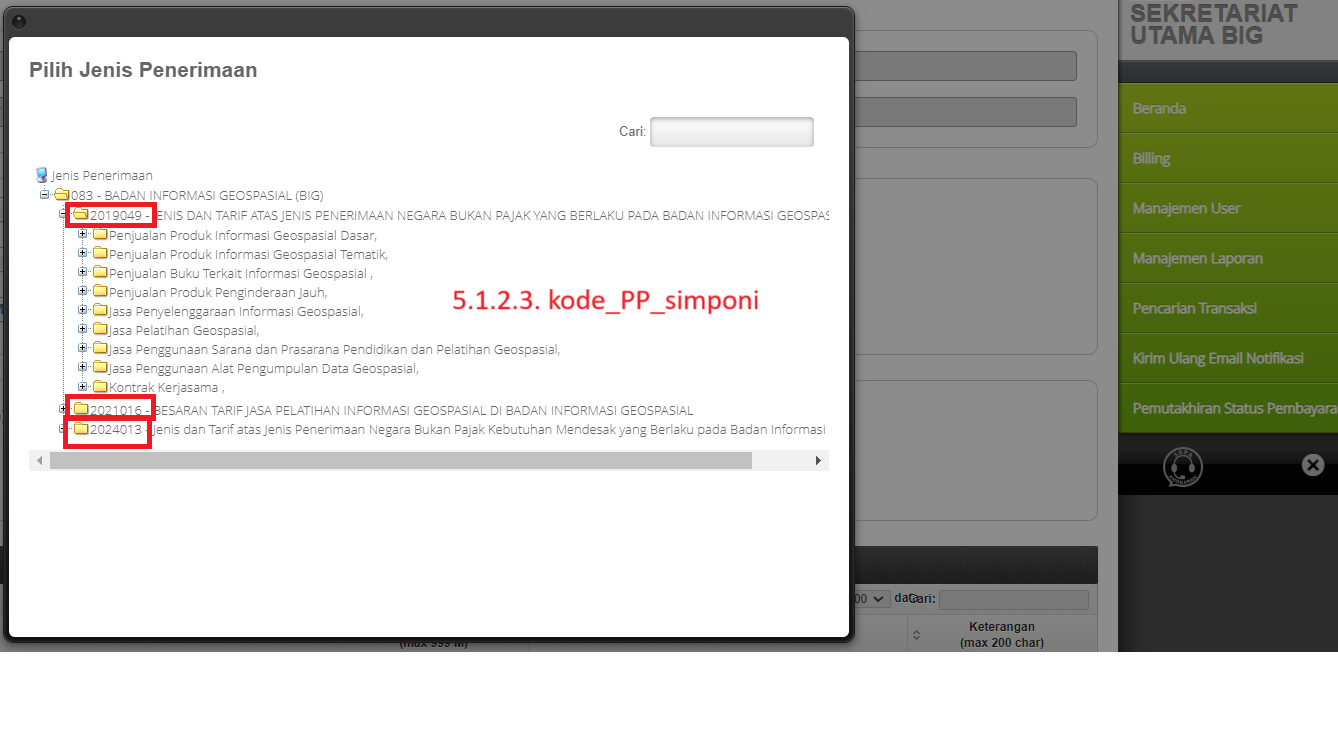 SEKRETARIAT
UTAMA BIG
Pilih Jenis Penerimaan
Cari:
Jenis Penerimaan
083 - BADAN INFORMASI GEOSPASIAL (BIG)
2019049 - JENIS DAN TARIF ATAS JENIS PENERIMAAN NEGARA BUKAN PAJAK YANG BERLAKU PADA BADAN INFORMASI GEOSPAS
Penjualan Produk Informasi Geospasial Dasar,
Penjualan Produk Informasi Geospasial Tematik,
Penjualan Buku Terkait Informasi Geospasial ,
Penjualan Produk Penginderaan Jauh,
Jasa Penyelenggaraan Informasi Geospasial,
Jasa Pelatihan Geospasial,
Jasa Penggunaan Sarana dan Prasarana Pendidikan dan Pelatihan Geospasial,
Jasa Penggunaan Alat Pengumpulan Data Geospasial,
Kontrak Kerjasama ,
2021016 - BESARAN TARIF JASA PELATIHAN INFORMASI GEOSPASIAL DI BADAN INFORMASI GEOSPASIAL
2024013 - Jenis dan Tarif atas Jenis Penerimaan Negara Bukan Pajak Kebutuhan Mendesak yang Berlaku pada Badan Informasi
5.1.2.3. kode_PP_simponi
Beranda
Billing
Manajemen User
Manajemen Laporan
Pencarian Transaksi
Kirim Ulang Email Notifikasi
Pemutakhiran Status Pembayara
00 data Cari:
Keterangan
(max 999 M) (max 200 char)